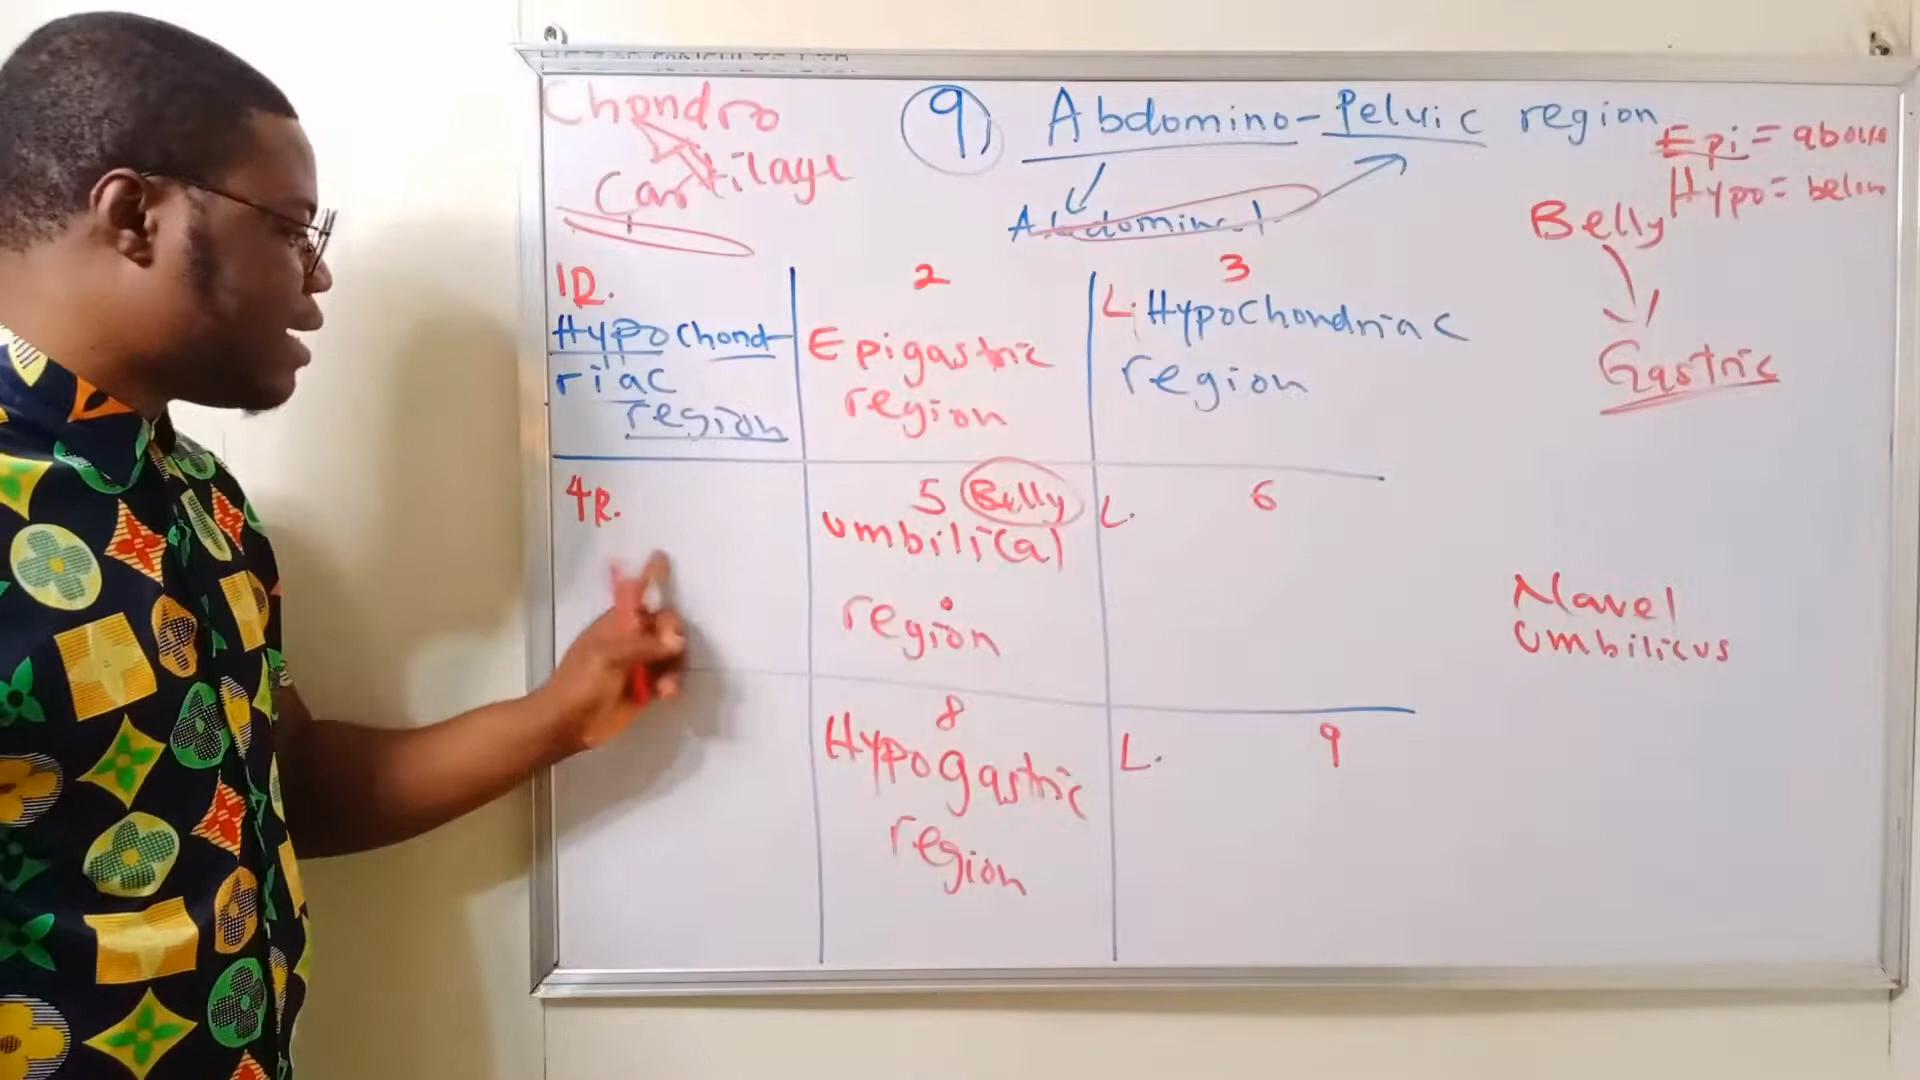 Chondro
Cartilage
9) Abdomino-Pelvic region
Abdominal
Epi = above
Hypo = below
Belly
Gastric
1R.
Hypochond-
riac
region
2
Epigastric
region
3
L. Hypochondriac
region
4R.
5 Belly
umbilical
region
L. 6
8
Hypogastric
region
L. 9
Navel
umbilicus